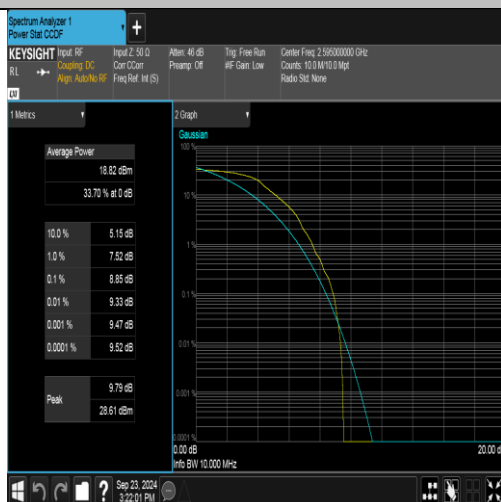 Spectrum Analyzer 1
Power Stat CCDF
+
KEYSIGHT
RL
LXI
Input: RF
Coupling: DC
Align: Auto/No RF
Input Z: 50 Ω
Corr CCorr
Freq Ref: Int (S)
Atten: 46 dB
Preamp: Off
Trig: Free Run
#IF Gain: Low
Center Freq: 2.595000000 GHz
Counts: 10.0 M/10.0 Mpt
Radio Std: None
1 Metrics
Average Power
18.82 dBm
33.70 % at 0 dB
10.0 % 5.15 dB
1.0 % 7.52 dB
0.1 % 8.85 dB
0.01 % 9.33 dB
0.001 % 9.47 dB
0.0001 % 9.52 dB
Peak
9.79 dB
28.61 dBm
2 Graph
Gaussian
100 %
10 %
1 %
0.1 %
0.01 %
0.001 %
0.0001 %
0.00 dB
20.00 d
Info BW 10.000 MHz
?
Sep 23, 2024
3:22:01 PM